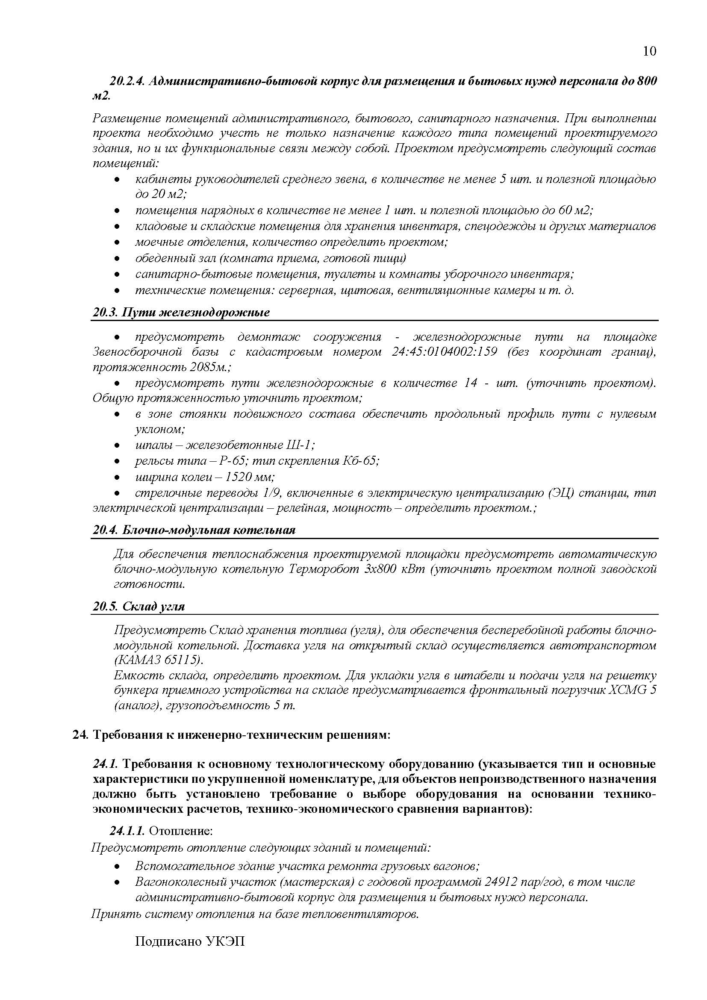 10
20.2.4. Административно-бытовой корпус для размещения и бытовых нужд персонала до 800
м2.
Размещение помещений административного, бытового, санитарного назначения. При выполнении
проекта необходимо учесть не только назначение каждого типа помещений проектируемого
здания, но и их функциональные связи между собой. Проектом предусмотреть следующий состав
помещений:
• кабинеты руководителей среднего звена, в количестве не менее 5 шт. и полезной площадью
до 20 м2;
• помещения нарядных в количестве не менее 1 шт. и полезной площадью до 60 м2;
• кладовые и складские помещения для хранения инвентаря, спецодежды и других материалов
• моечные отделения, количество определить проектом;
• обеденный зал (комната приема, готовой пищи)
• санитарно-бытовые помещения, туалеты и комнаты уборочного инвентаря;
• технические помещения: серверная, щитовая, вентиляционные камеры и т. д.
20.3. Пути железнодорожные
• предусмотреть демонтаж сооружения - железнодорожные пути на площадке
Звеносборочной базы с кадастровым номером 24:45:0104002:159 (без координат границ),
протяженность 2085м.;
• предусмотреть пути железнодорожные в количестве 14 - шт. (уточнить проектом).
Общую протяженностью уточнить проектом;
• в зоне стоянки подвижного состава обеспечить продольный профиль пути с нулевым
уклоном;
• шпалы – железобетонные Ш-1;
• рельсы типа – Р-65; тип скрепления Кб-65;
• ширина колеи – 1520 мм;
• стрелочные переводы 1/9, включенные в электрическую централизацию (ЭЦ) станции, тип
электрической централизации – релейная, мощность – определить проектом.;
20.4. Блочно-модульная котельная
Для обеспечения теплоснабжения проектируемой площадки предусмотреть автоматическую
блочно-модульную котельную Терморобот 3х800 кВт (уточнить проектом полной заводской
готовности.
20.5. Склад угля
Предусмотреть Склад хранения топлива (угля), для обеспечения бесперебойной работы блочно-
модульной котельной. Доставка угля на открытый склад осуществляется автотранспортом
(КАМАЗ 65115).
Емкость склада, определить проектом. Для укладки угля в штабели и подачи угля на решетку
бункера приемного устройства на складе предусматривается фронтальный погрузчик XCMG 5
(аналог), грузоподъемность 5 т.
24. Требования к инженерно-техническим решениям:
24.1. Требования к основному технологическому оборудованию (указывается тип и основные
характеристики по укрупненной номенклатуре, для объектов непроизводственного назначения
должно быть установлено требование о выборе оборудования на основании технико-
экономических расчетов, технико-экономического сравнения вариантов):
24.1.1. Отопление:
Предусмотреть отопление следующих зданий и помещений:
• Вспомогательное здание участка ремонта грузовых вагонов;
• Вагоноколесный участок (мастерская) с годовой программой 24912 пар/год, в том числе
административно-бытовой корпус для размещения и бытовых нужд персонала.
Принять систему отопления на базе тепловентиляторов.
Подписано УКЭП